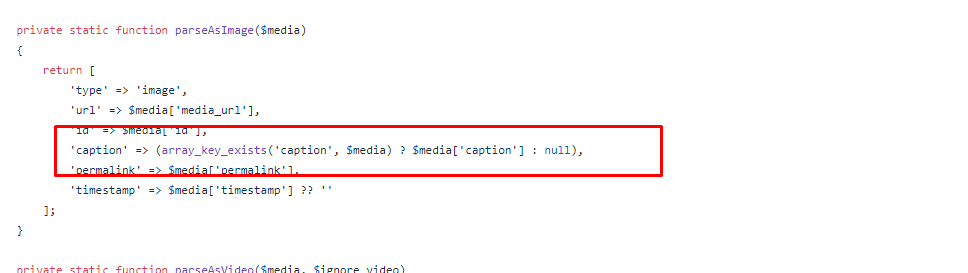 private static function parseAsImage($media)
{
return [
'type' => 'image',
'url' => $media['media_url'],
'id' => $media['id'],
'caption' => (array_key_exists('caption', $media) ? $media['caption'] : null),
'permalink' => $media['permalink'],
'timestamp' => $media['timestamp'] ?? ''
];
}
private static function parseAsVideo($media, $ignore_video)